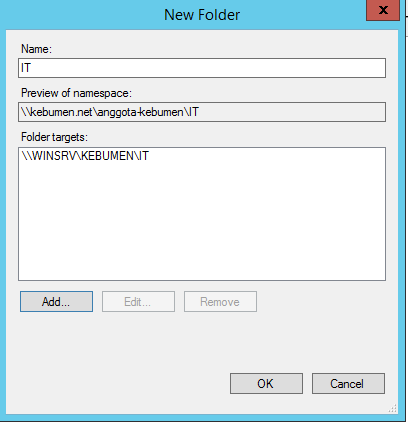 New Folder
x
Name:
IT
Preview of namespace:
\\kebumen.net\anggota-kebumen\IT
Folder targets:
\\WINSRV\KEBUMEN\IT
Add... Edit... Remove
OK Cancel